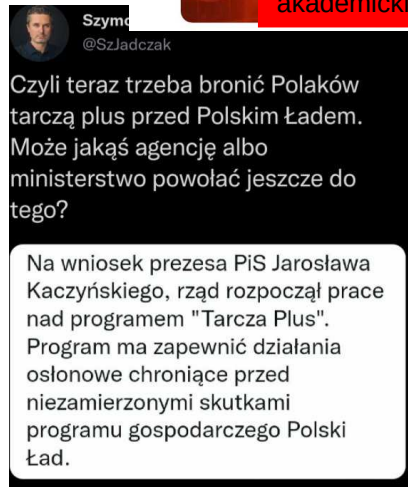 akademicki
Szymo
@SzJadczak
Czyli teraz trzeba bronić Polaków
tarczą plus przed Polskim Ładem.
Może jakąś agencję albo
ministerstwo powołać jeszcze do
tego?
Na wniosek prezesa PiS Jarosława
Kaczyńskiego, rząd rozpoczął prace
nad programem "Tarcza Plus".
Program ma zapewnić działania
osłonowe chroniące przed
niezamierzonymi skutkami
programu gospodarczego Polski
Ład.